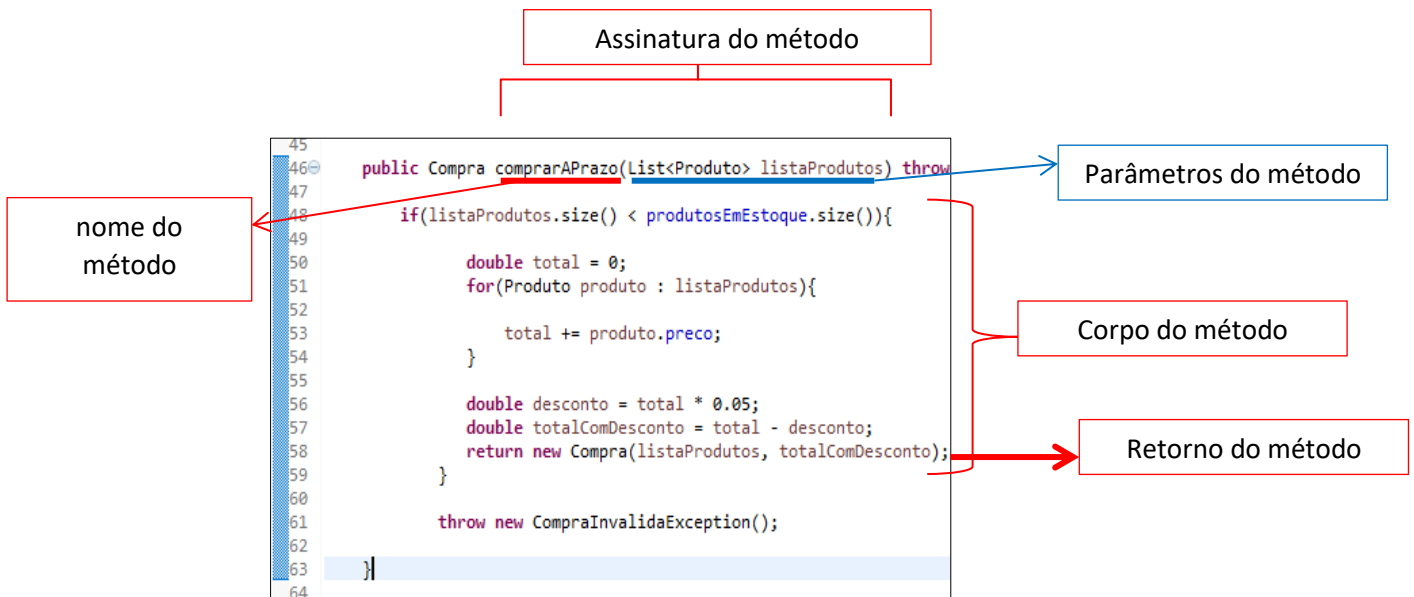 Assinatura do método
45
46 public Compra comprarAPrazo(List<Produto> listaProdutos) throw
Parâmetros do método
47
nome do
método
48 if(listaProdutos.size() < produtosEmEstoque.size()){
49
50 double total = 0;
51 for(Produto produto : listaProdutos){
52
53 total += produto.preco;
Corpo do método
54 }
55
56 double desconto = total * 0.05;
57 double totalComDesconto = total - desconto;
58 return new Compra(listaProdutos, totalComDesconto);
Retorno do método
59 }
60
61 throw new CompraInvalidaException();
62
63 }
64